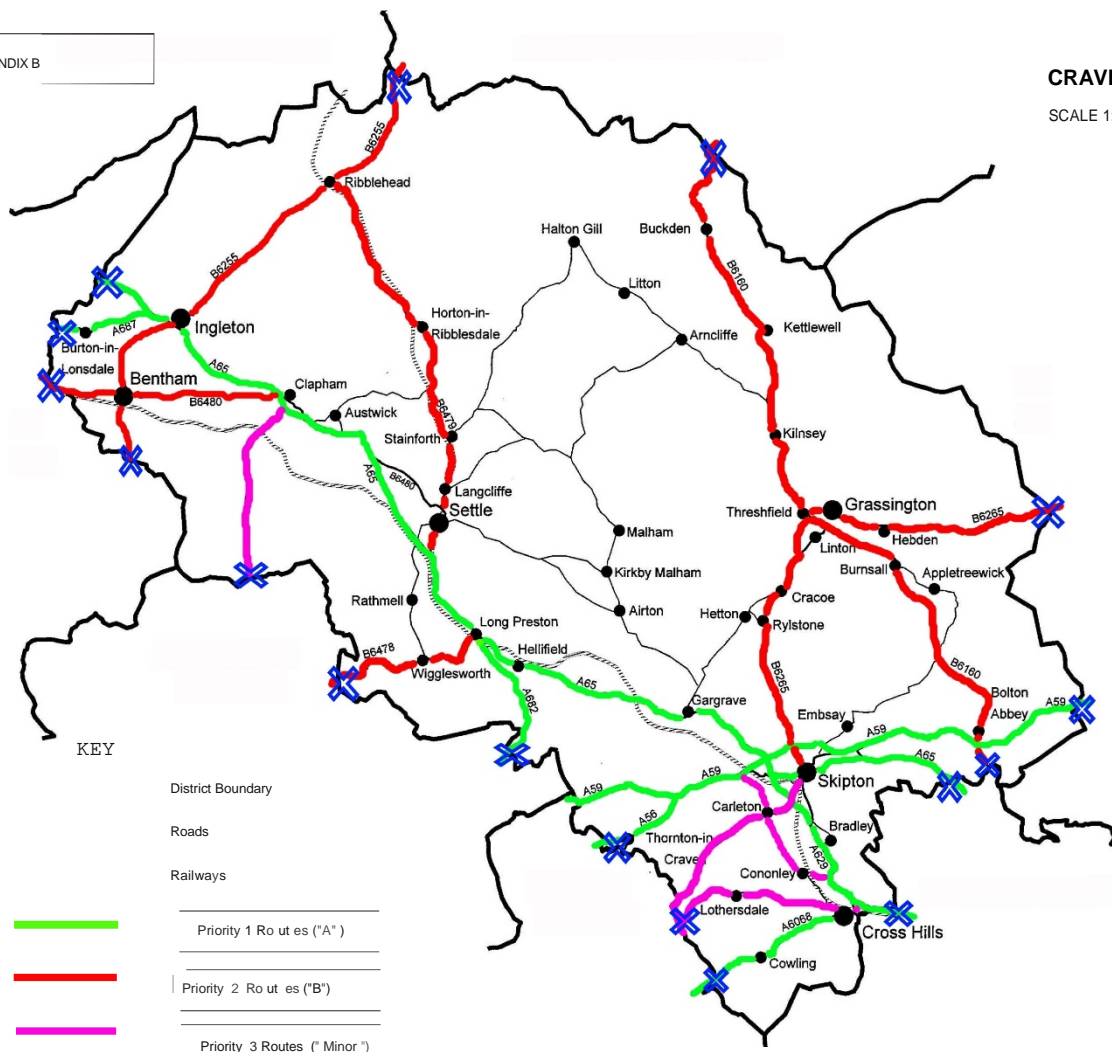 NDIX B
CRAVE
SCALE 1:
B6255
Ribblehead
Halton Gill
Buckden
B6255
Litton
B6160
Horton-in-
Ribblesdale
Kettlewell
Arncliffe
Ingleton
A687
Burton-in-
Lonsdale
A65
Bentham
B6480
Clapham
Austwick
B6479
Stainforth
Kilnsey
A65
B6480
Langcliffe
Settle
Grassington
Threshfield
B6265
Hebden
Linton
Malham
Burnsall
Appletreewick
Kirkby Malham
Rathmell
Cracoe
Hetton
Airton
Rylstone
Long Preston
Hellifield
B6478
Wigglesworth
A65
A682
B6265
B6160
Gargrave
Bolton
Abbey
A59
Embsay
A59
A65
KEY
A59
A59
Skipton
District Boundary
Carleton
A56
Bradley
Thornton-in
Craven
A629
Roads
Cononley
Railways
Lothersdale
A6068
Cross Hills
Cowling
Priority 1 Ro ut es ("A" )
Priority 2 Ro ut es ("B")
Priority 3 Routes (" Minor ")